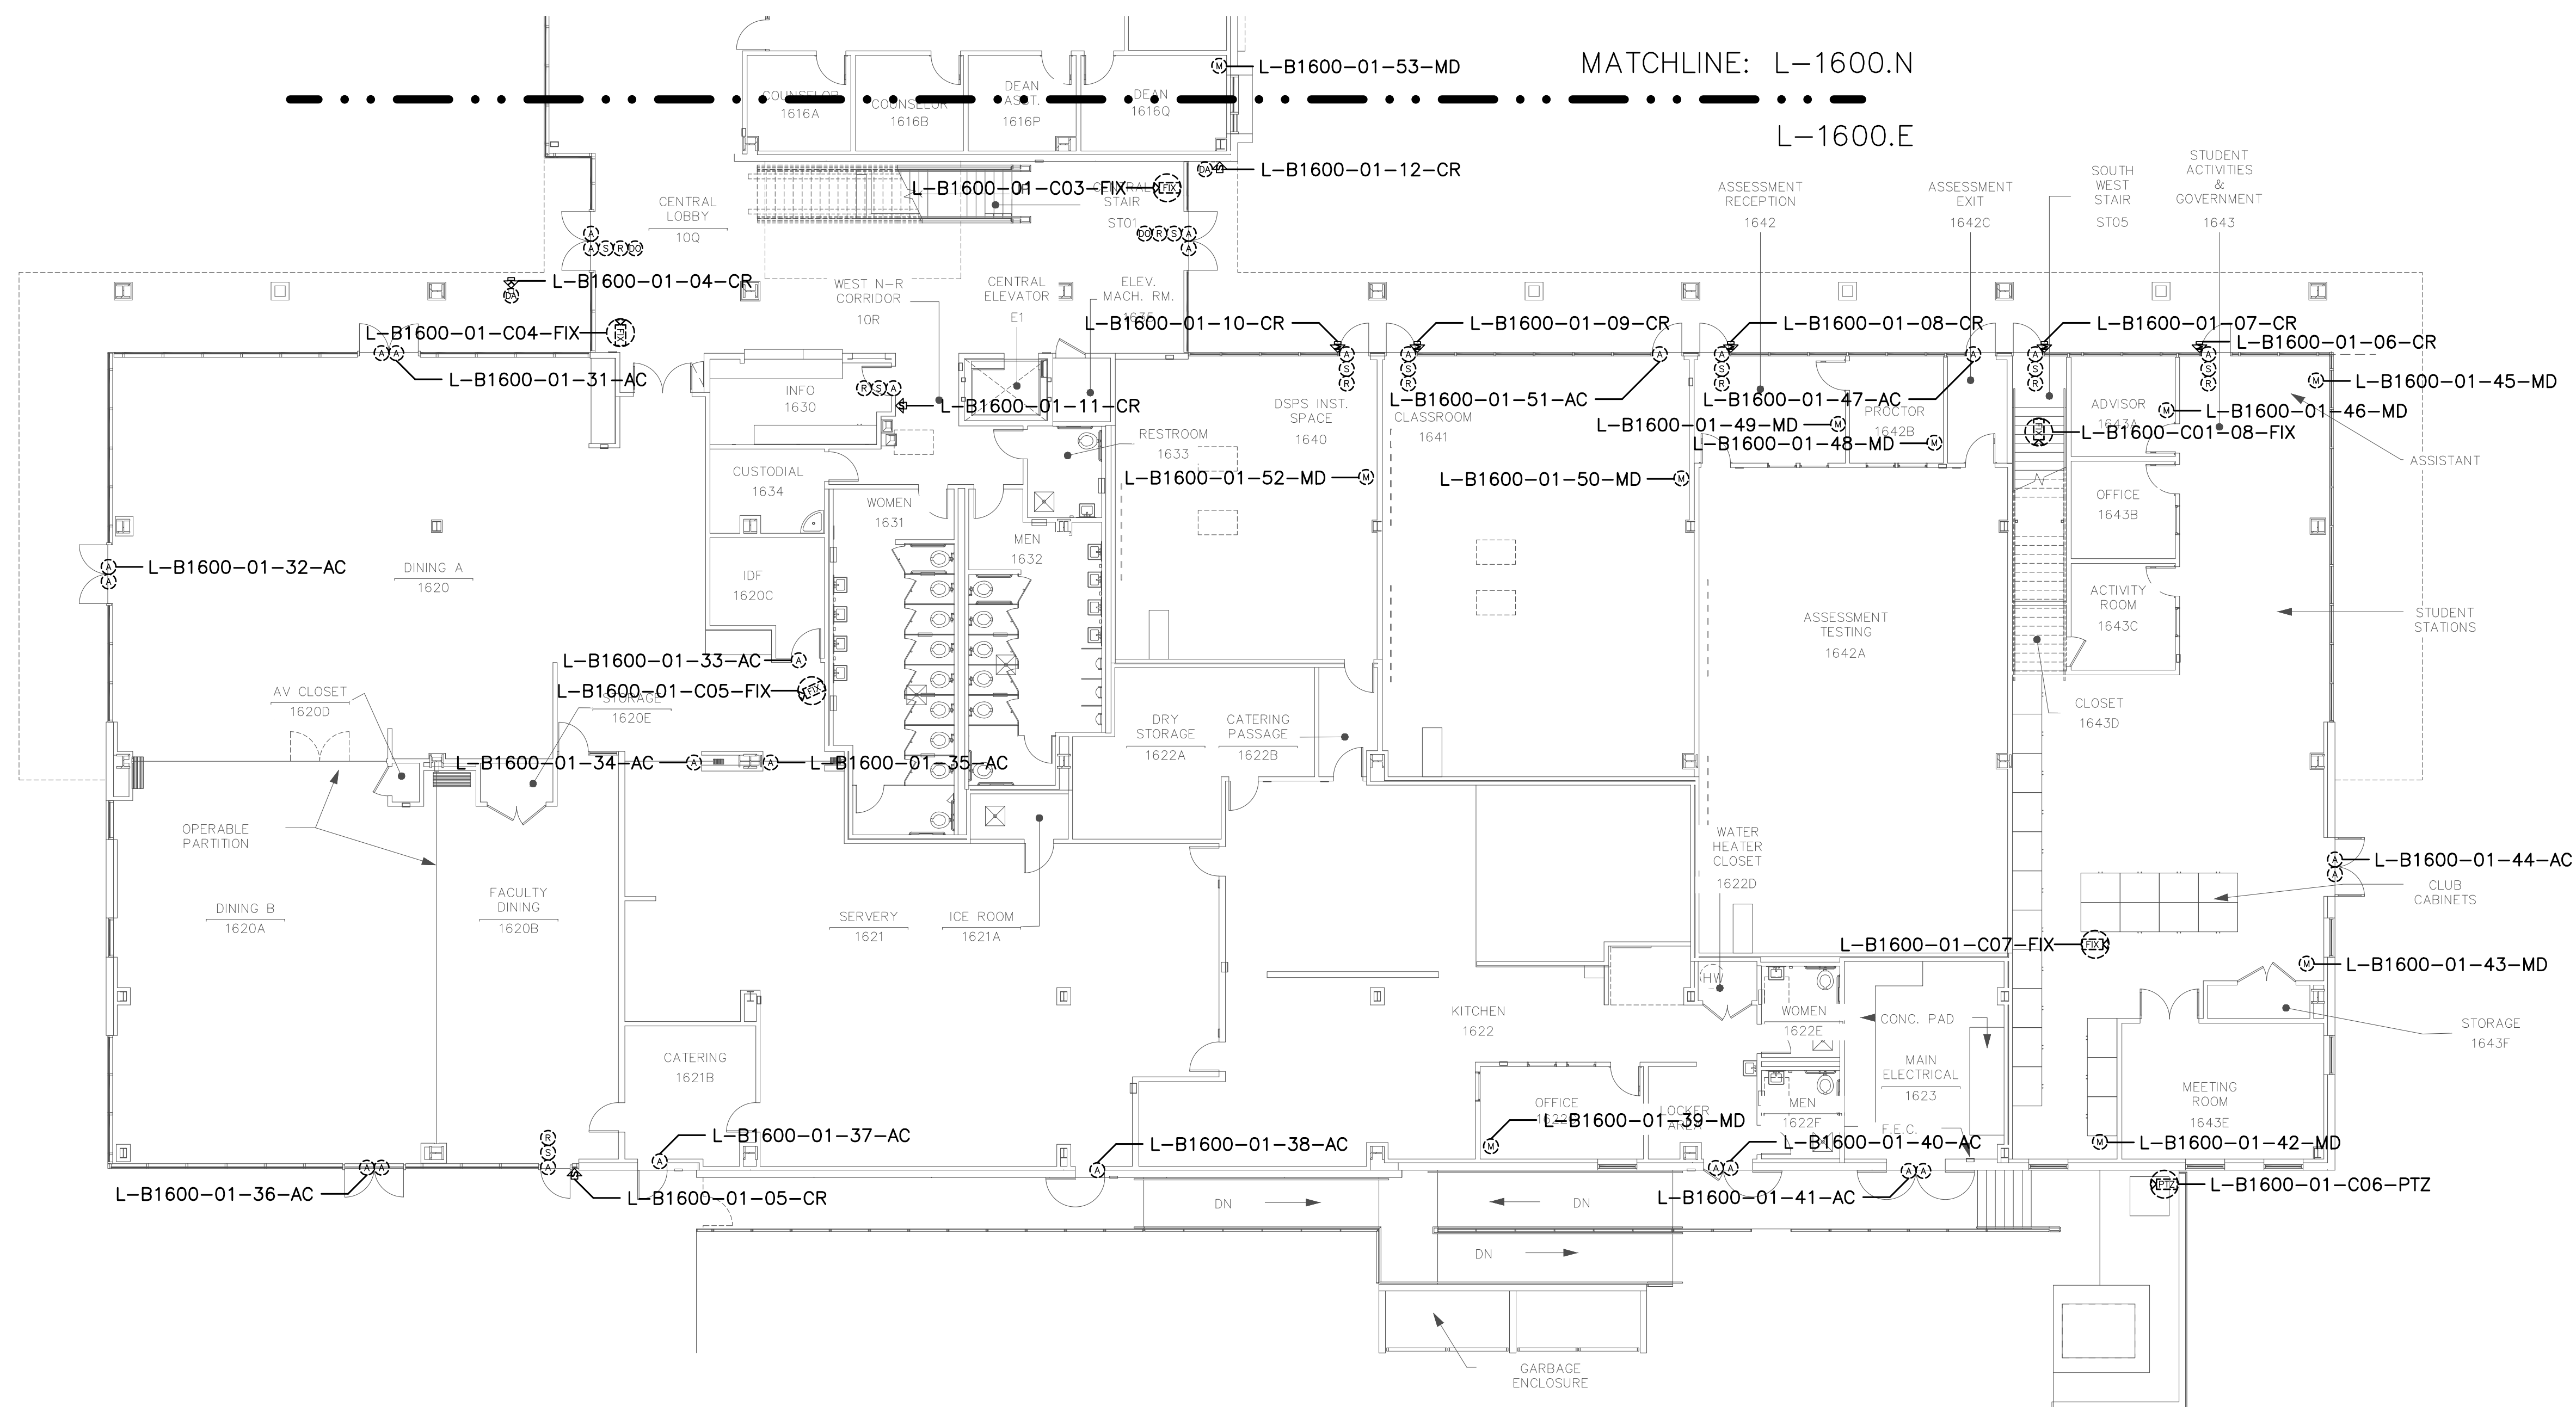 MATCHLINE: L-1600.N
L-1600.E
L-B1600-01-53-MD
COUNSELOR
1616A
COUNSELOR
1616B
DEAN
ASST.
1616P
DEAN
1616Q
L-B1600-01-12-CR
L-B1600-01-C03-FIX
CENTRAL
STAIR
ST01
CENTRAL
LOBBY
10Q
ASSESSMENT
RECEPTION
1642
ASSESSMENT
EXIT
1642C
SOUTH
WEST
STAIR
ST05
STUDENT
ACTIVITIES
&
GOVERNMENT
1643
L-B1600-01-04-CR
WEST N-R
CORRIDOR
10R
CENTRAL
ELEVATOR
E1
ELEV.
MACH. RM.
1635
L-B1600-01-C04-FIX
L-B1600-01-10-CR
L-B1600-01-09-CR
L-B1600-01-08-CR
L-B1600-01-07-CR
L-B1600-01-06-CR
L-B1600-01-31-AC
INFO
1630
L-B1600-01-11-CR
DSPS INST.
SPACE
1640
L-B1600-01-51-AC
CLASSROOM
1641
L-B1600-01-47-AC
L-B1600-01-49-MD
PROCTOR
1642B
L-B1600-01-48-MD
ADVISOR
1643A
L-B1600-01-45-MD
L-B1600-01-46-MD
L-B1600-C01-08-FIX
ASSISTANT
RESTROOM
1633
CUSTODIAL
1634
L-B1600-01-52-MD
L-B1600-01-50-MD
WOMEN
1631
MEN
1632
OFFICE
1643B
L-B1600-01-32-AC
DINING A
1620
IDF
1620C
ACTIVITY
ROOM
1643C
STUDENT
STATIONS
ASSESSMENT
TESTING
1642A
L-B1600-01-33-AC
L-B1600-01-C05-FIX
AV CLOSET
1620D
STORAGE
1620E
CLOSET
1643D
DRY
STORAGE
1622A
CATERING
PASSAGE
1622B
L-B1600-01-34-AC
L-B1600-01-35-AC
OPERABLE
PARTITION
WATER
HEATER
CLOSET
1622D
L-B1600-01-44-AC
CLUB
CABINETS
DINING B
1620A
FACULTY
DINING
1620B
SERVERY
1621
ICE ROOM
1621A
L-B1600-01-C07-FIX
L-B1600-01-43-MD
HW
KITCHEN
1622
WOMEN
1622E
CONC. PAD
STORAGE
1643F
CATERING
1621B
MAIN
ELECTRICAL
1623
MEETING
ROOM
1643E
OFFICE
L-B1600-01-39-MD
LOCKER
AREA
MEN
1622F
F.E.C.
L-B1600-01-37-AC
L-B1600-01-38-AC
L-B1600-01-40-AC
L-B1600-01-42-MD
L-B1600-01-36-AC
L-B1600-01-05-CR
L-B1600-01-41-AC
L-B1600-01-C06-PTZ
DN
DN
DN
GARBAGE
ENCLOSURE